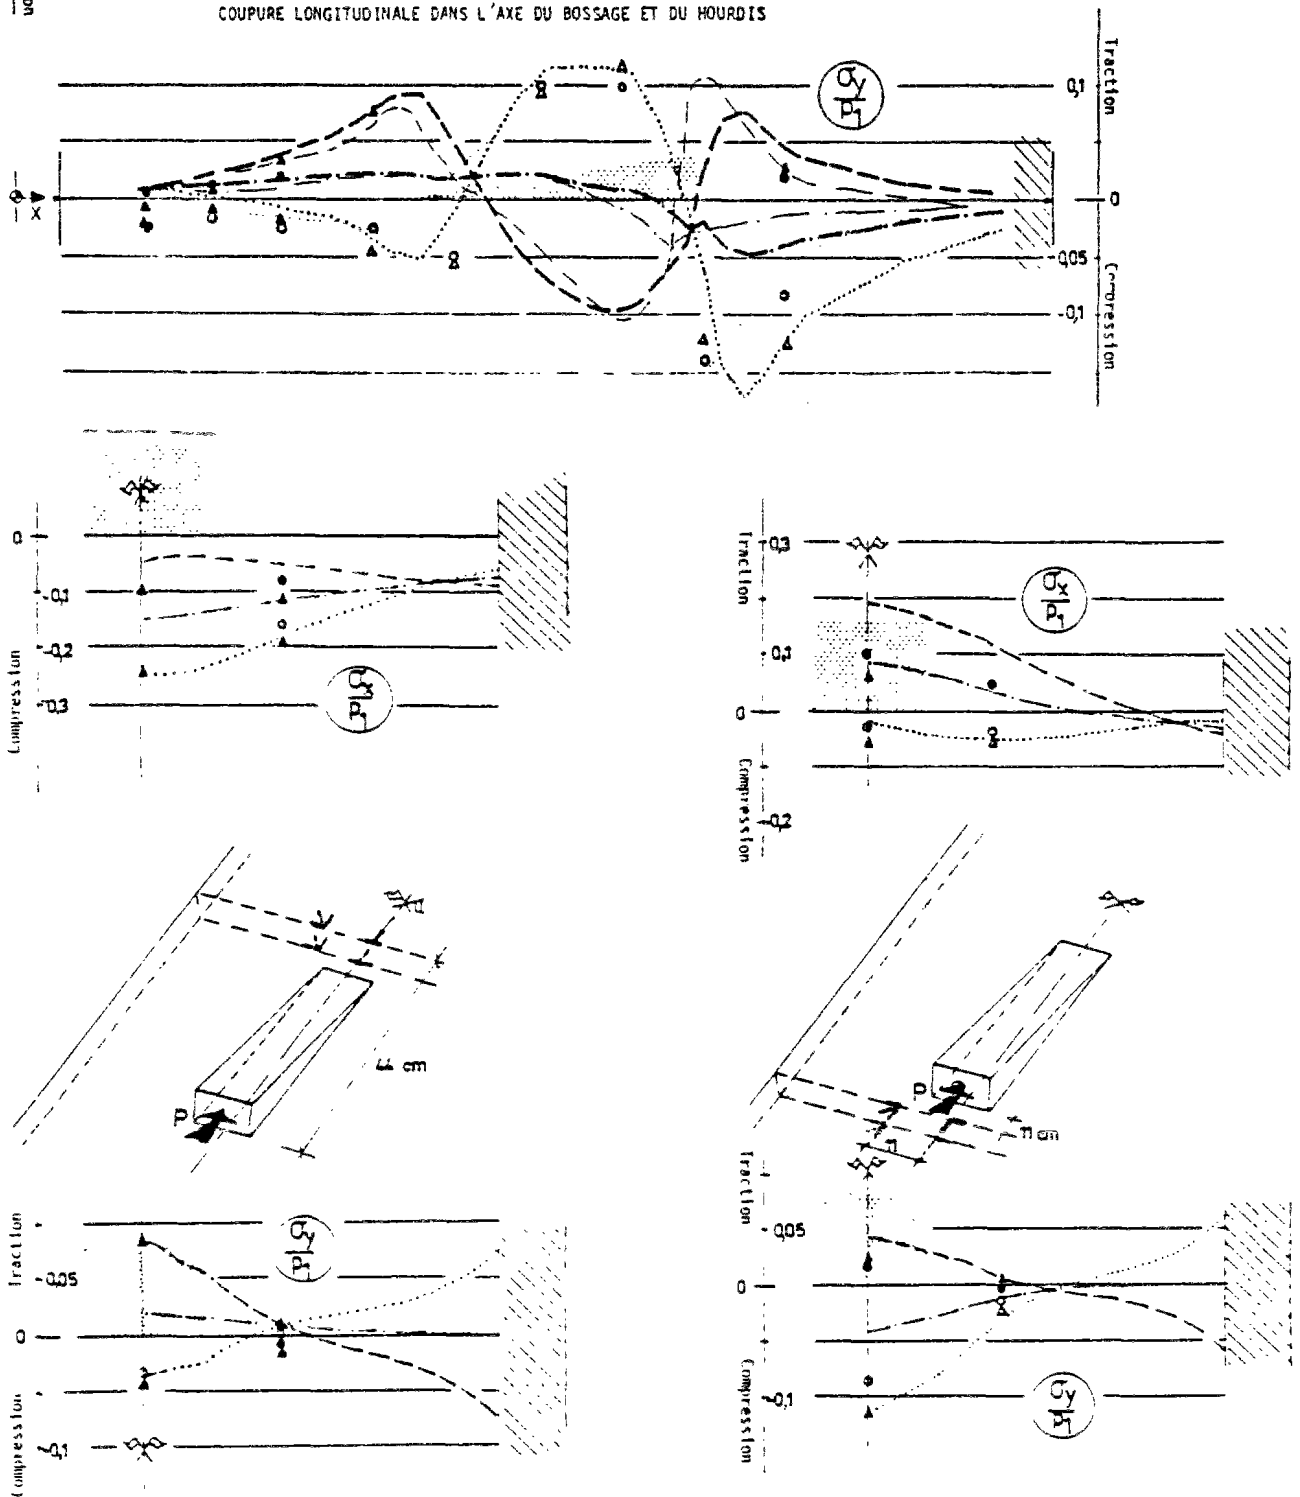 on
COUPURE LONGITUDINALE DANS L'AXE DU BOSSAGE ET DU HOURDIS
σy
P1
Traction
0,1
0
-0,05
-0,1
Compression
x
0
-0,1
-0,2
-0,3
Compression
σx
P1
Traction
0,3
0,1
0
-0,2
Compression
σx
P1
P
44 cm
P
11
11 cm
Traction
-0,05
0
-0,1
Compression
σy
P1
Traction
0,05
0
-0,1
Compression
σy
P1